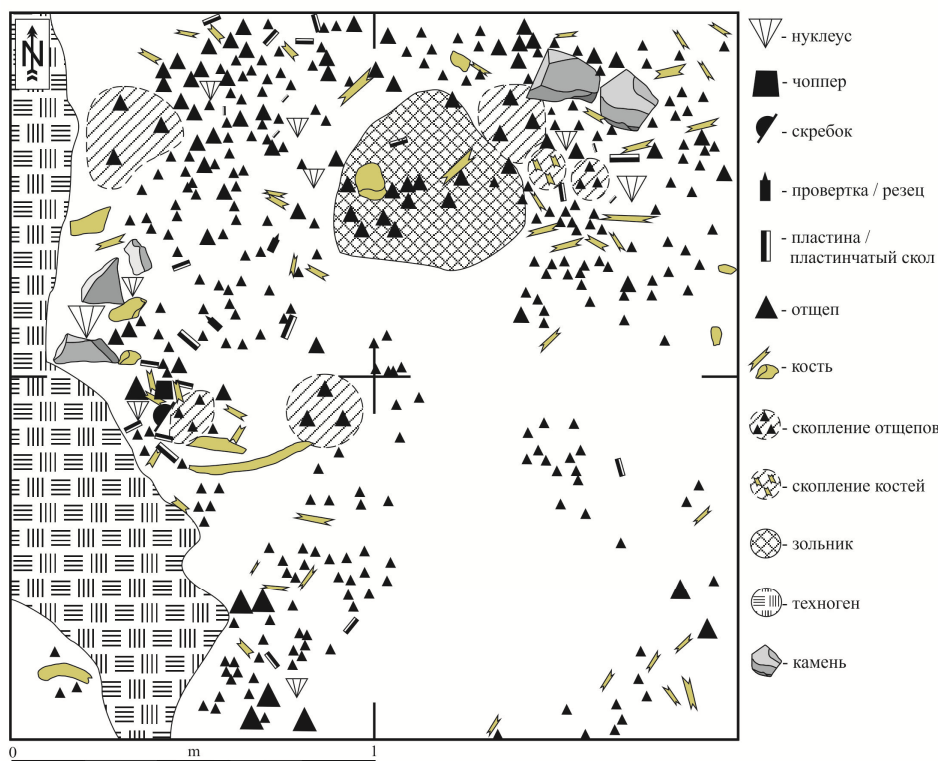 N
- нуклеус
- чоппер
- скребок
- провертка / резец
- пластина /
пластинчатый скол
- отщеп
- кость
- скопление отщепов
- скопление костей
- зольник
- техноген
- камень
0 m 1